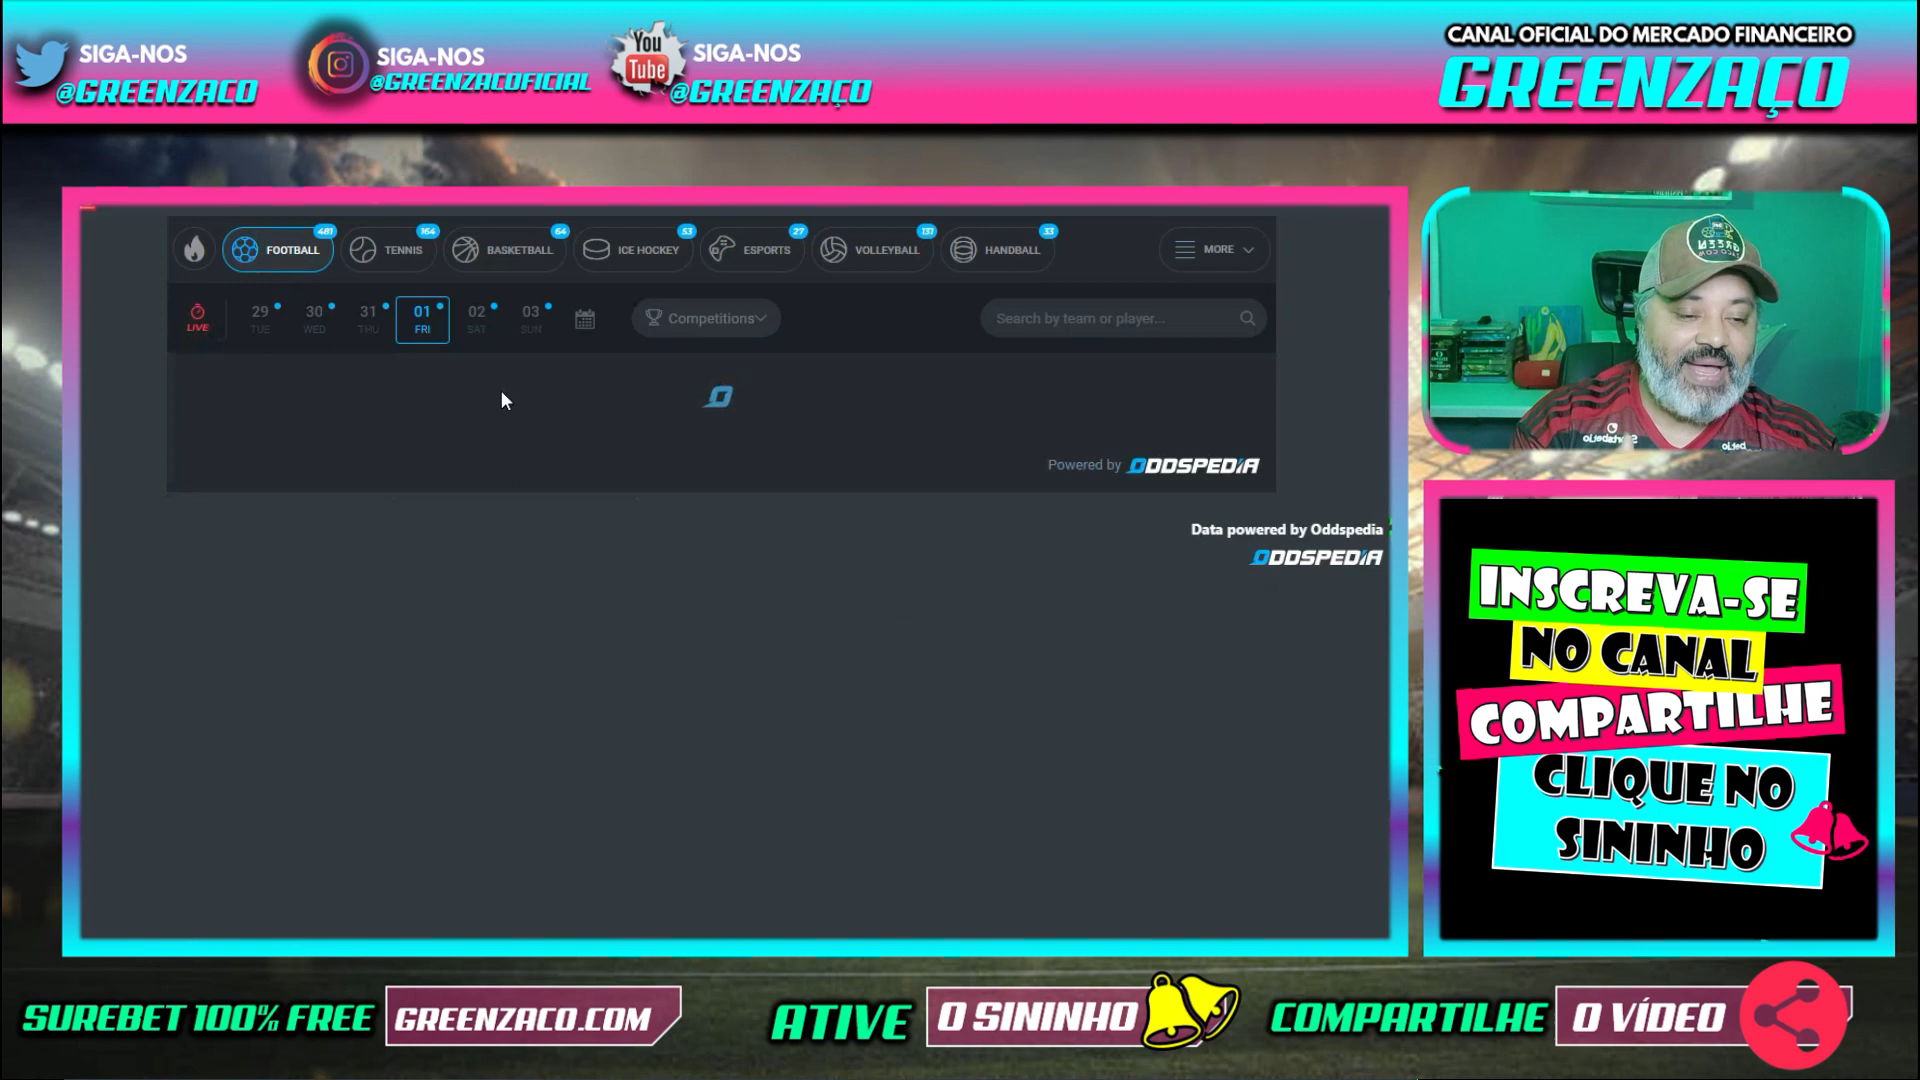 SIGA-NOS
@GREENZACO
SIGA-NOS
@GREENZACOFICIAL
You
Tube
SIGA-NOS
@GREENZAÇO
CANAL OFICIAL DO MERCADO FINANCEIRO
GREENZAÇO
FOOTBALL 481
TENNIS 164
BASKETBALL 64
ICE HOCKEY 53
ESPORTS 27
VOLLEYBALL 131
HANDBALL 33
MORE
LIVE
29 TUE
30 WED
31 THU
01 FRI
02 SAT
03 SUN
Competitions
Search by team or player...
Powered by ODDSPEDIA
Data powered by Oddspedia
ODDSPEDIA
INSCREVA-SE
NO CANAL
COMPARTILHE
CLIQUE NO
SININHO
SUREBET 100% FREE
GREENZACO.COM
ATIVE
O SININHO
COMPARTILHE
O VÍDEO